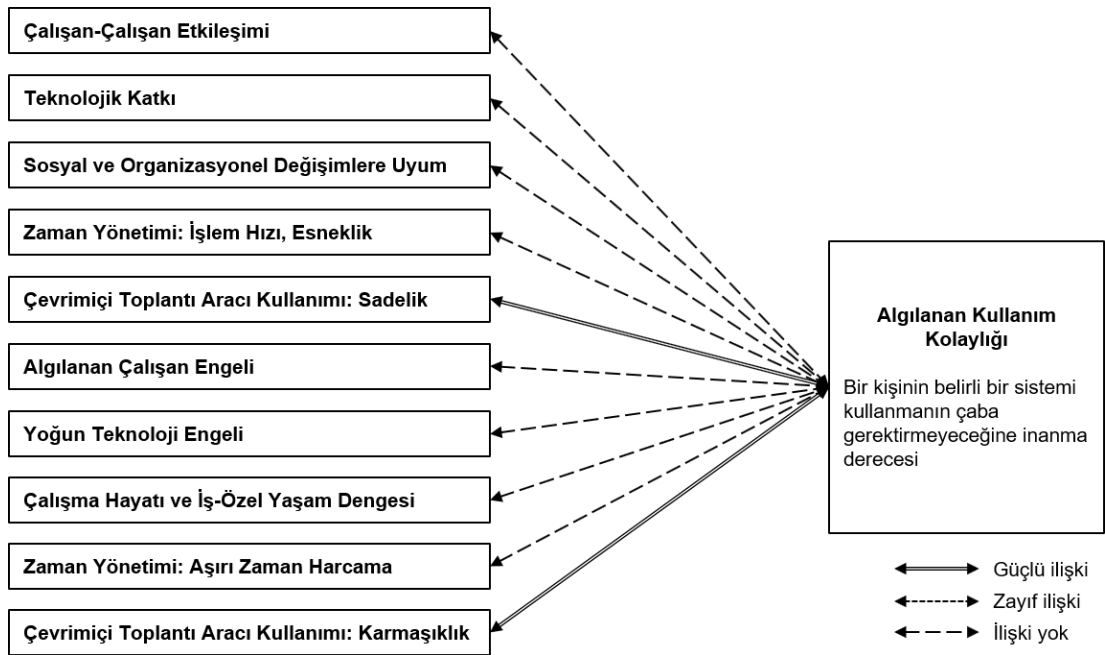 Çalışan-Çalışan Etkileşimi
Teknolojik Katkı
Sosyal ve Organizasyonel Değişimlere Uyum
Zaman Yönetimi: İşlem Hızı, Esneklik
Çevrimiçi Toplantı Aracı Kullanımı: Sadelik
Algılanan Çalışan Engeli
Yoğun Teknoloji Engeli
Çalışma Hayatı ve İş-Özel Yaşam Dengesi
Zaman Yönetimi: Aşırı Zaman Harcama
Çevrimiçi Toplantı Aracı Kullanımı: Karmaşıklık
Algılanan Kullanım
Kolaylığı
Bir kişinin belirli bir sistemi
kullanmanın çaba
gerektirmeyeceğine inanma
derecesi
Güçlü ilişki
Zayıf ilişki
İlişki yok